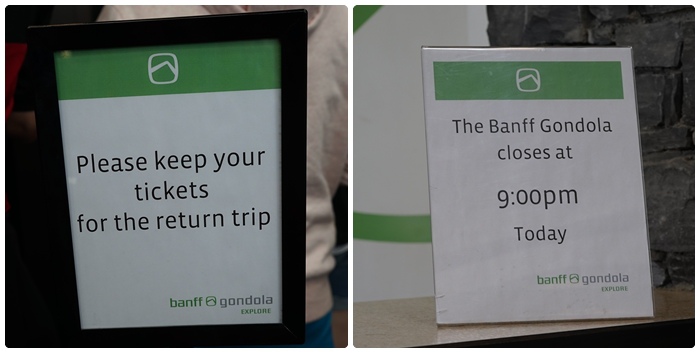 Please keep your
tickets
for the return trip
banff gondola
EXPLORE
The Banff Gondola
closes at
9:00pm
Today
banff gondola
EXPLORE